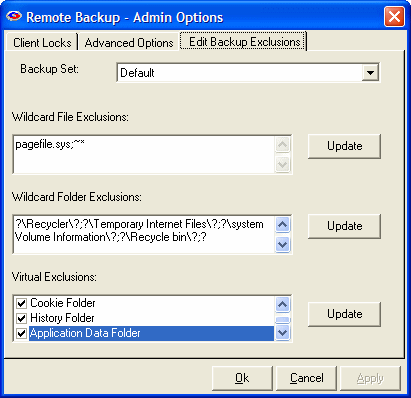 Remote Backup - Admin Options
Client Locks
Advanced Options
Edit Backup Exclusions
Backup Set:
Default
Wildcard File Exclusions:
pagefile.sys;~*
Update
Wildcard Folder Exclusions:
?\Recycler\?;?\Temporary Internet Files\?;?\system
Volume Information\?;?\Recycle bin\?;?
Update
Virtual Exclusions:
Cookie Folder
History Folder
Application Data Folder
Update
Ok
Cancel
Apply